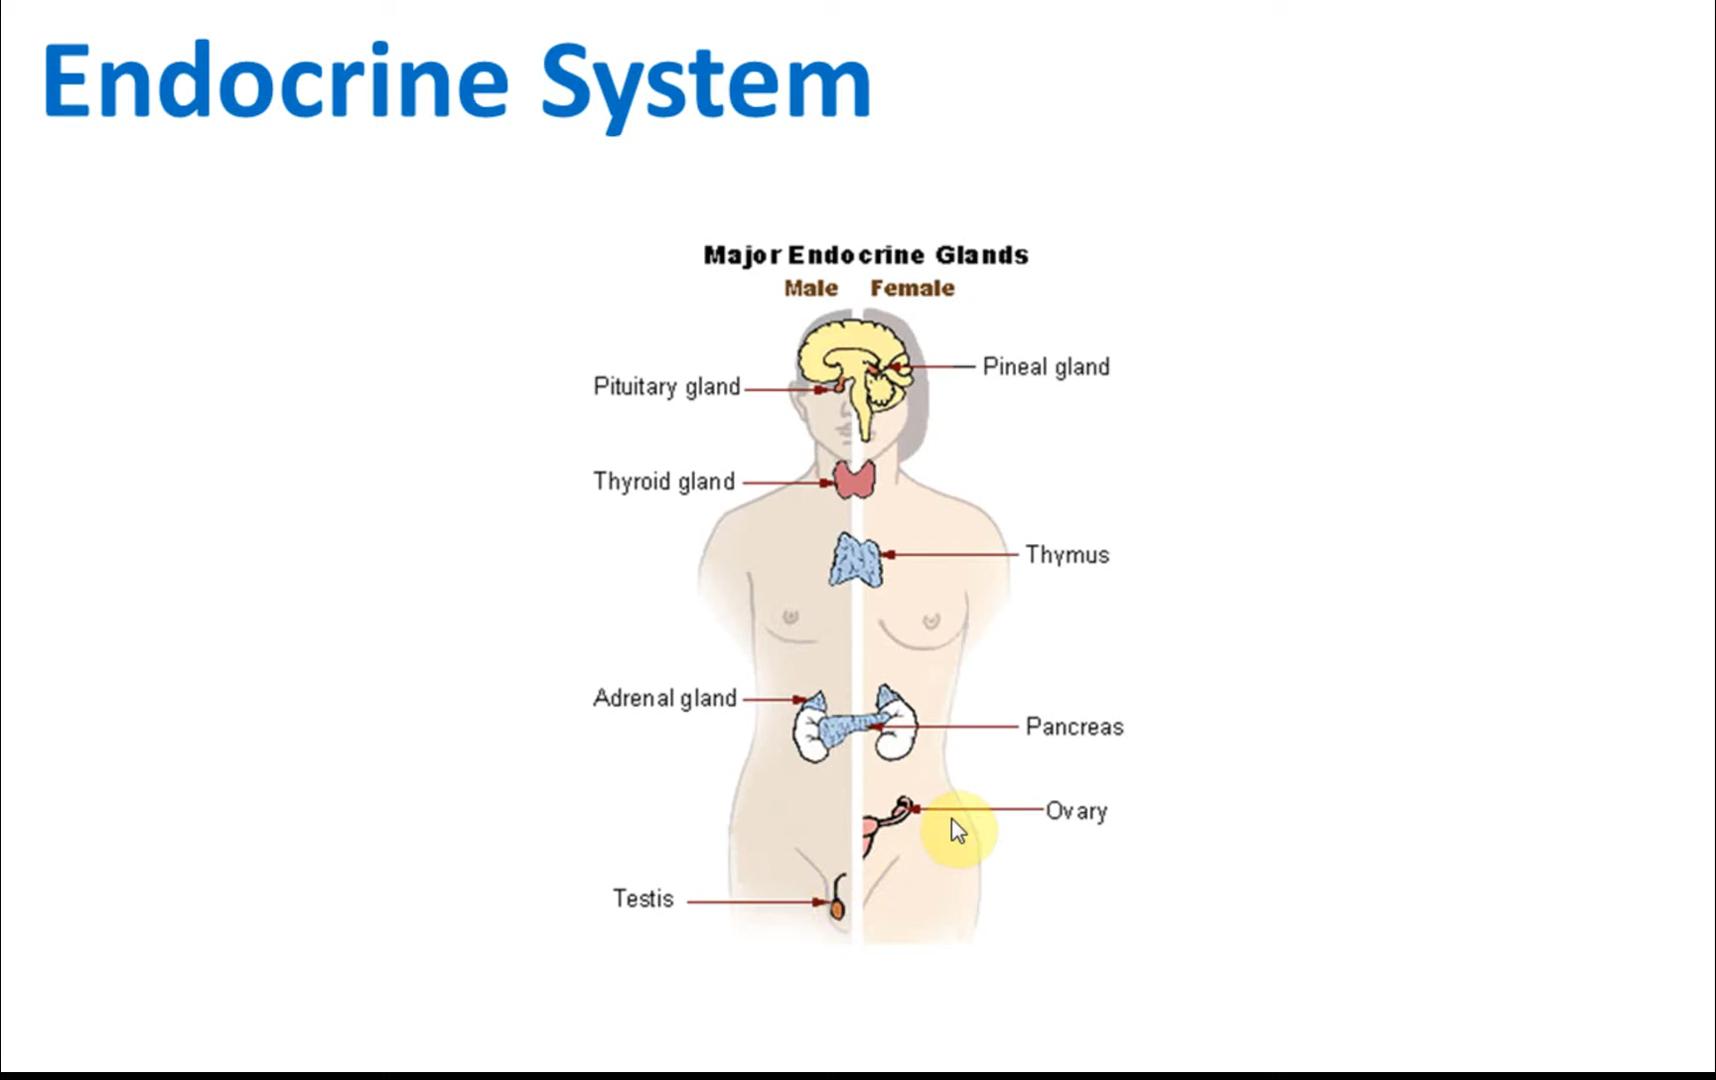 Endocrine System
Major Endocrine Glands
Male Female
Pineal gland
Pituitary gland
Thyroid gland
Thymus
Adrenal gland
Pancreas
Ovary
Testis